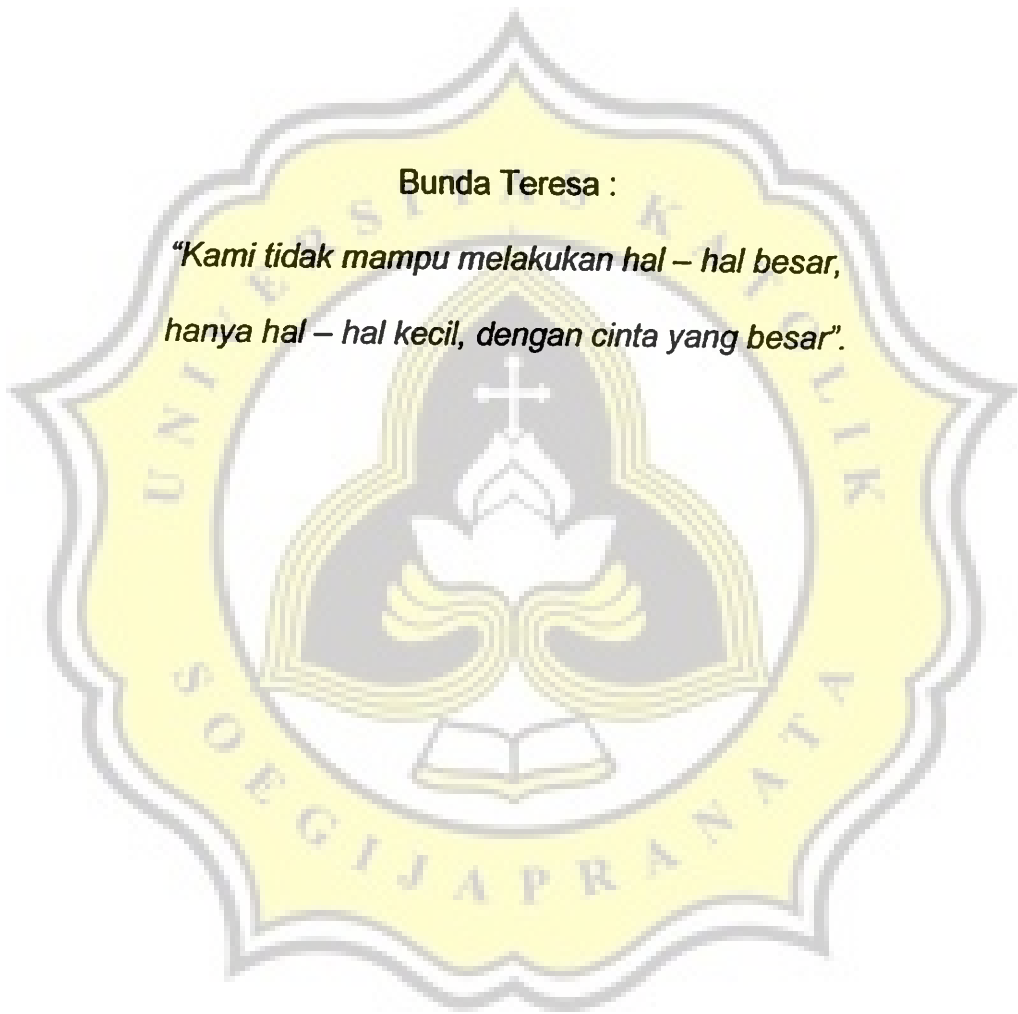 Bunda Teresa :
“Kami tidak mampu melakukan hal – hal besar,
hanya hal – hal kecil, dengan cinta yang besar”.
UNIVERSITAS KATOLIK
SOEGIJAPRANATA